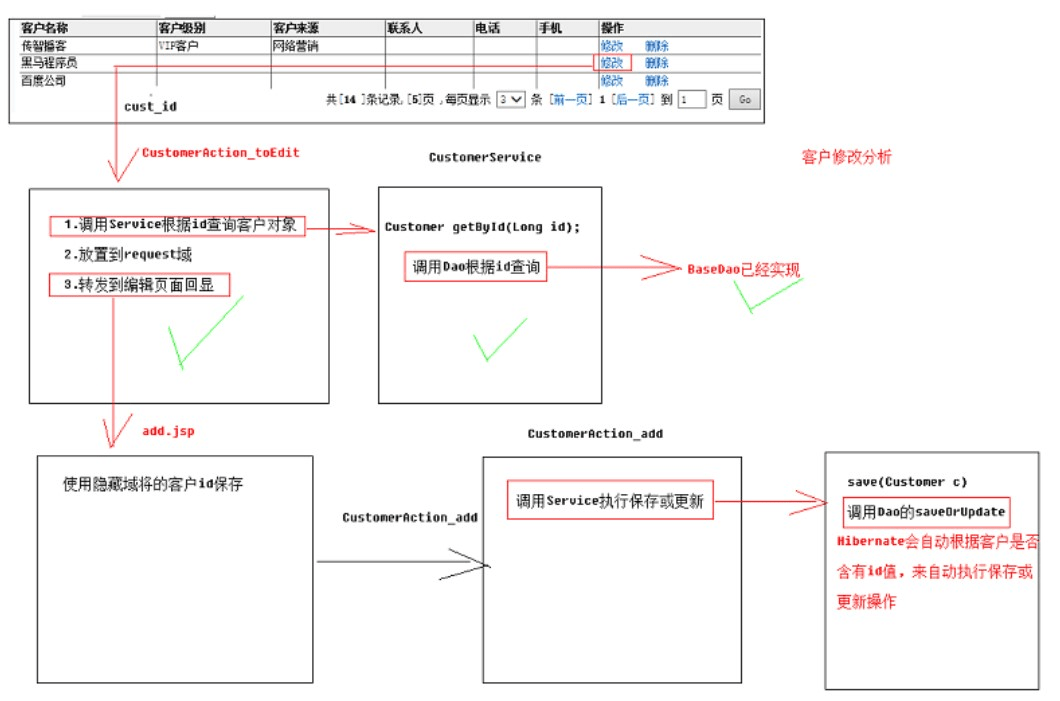 客户名称 客户级别 客户来源 联系人 电话 手机 操作
传智播客 VIP客户 网络营销 修改 删除
黑马程序员 修改 删除
百度公司 修改 删除
共[14 ]条记录,[5]页 ,每页显示 3 条 [前一页] 1 [后一页] 到 1 页 Go
cust_id
CustomerAction_toEdit
CustomerService
客户修改分析
1.调用Service根据id查询客户对象
2.放置到request域
3.转发到编辑页面回显
Customer getById(Long id);
调用Dao根据id查询
BaseDao已经实现
add.jsp
使用隐藏域将的客户id保存
CustomerAction_add
CustomerAction_add
调用Service执行保存或更新
save(Customer c)
调用Dao的saveOrUpdate
Hibernate会自动根据客户是否
含有id值，来自动执行保存或
更新操作